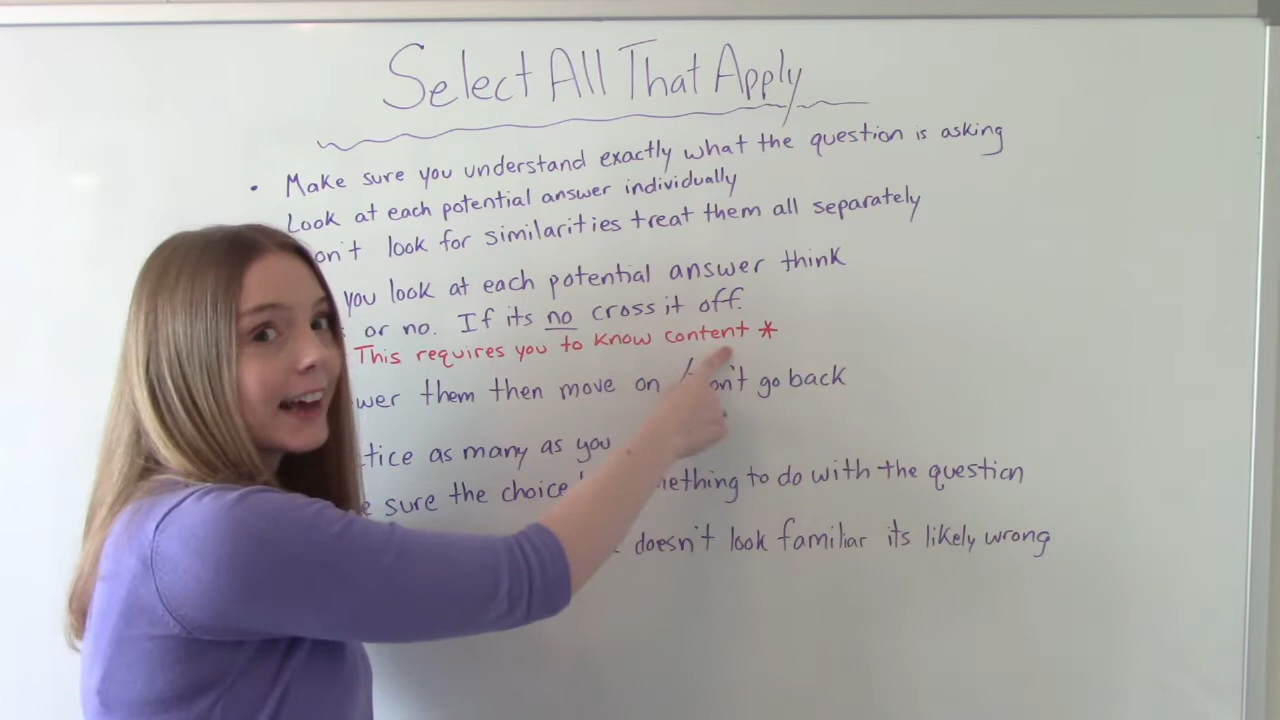 Select All That Apply
• Make sure you understand exactly what the question is asking
Look at each potential answer individually
on't look for similarities treat them all separately
you look at each potential answer think
or no. If its no cross it off.
This requires you to know content *
wer them then move on / on't go back
tice as many as you
sure the choice mething to do with the question
doesn't look familiar its likely wrong